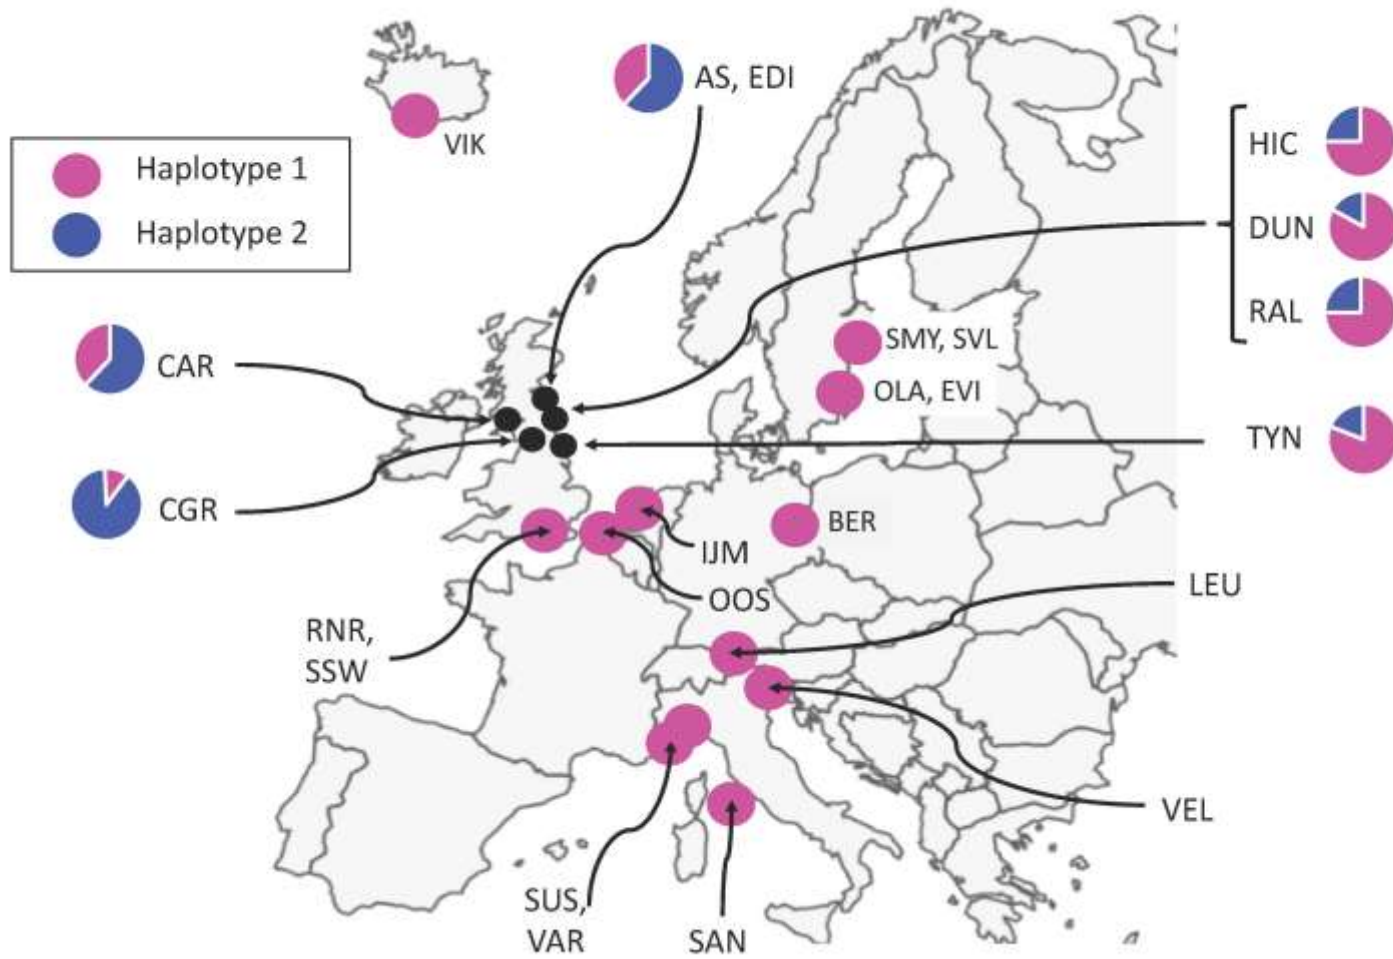 AS, EDI
VIK
Haplotype 1
Haplotype 2
HIC
DUN
RAL
CAR
SMY, SVL
OLA, EVI
TYN
CGR
BER
IJM
OOS
LEU
RNR,
SSW
VEL
SUS,
VAR
SAN